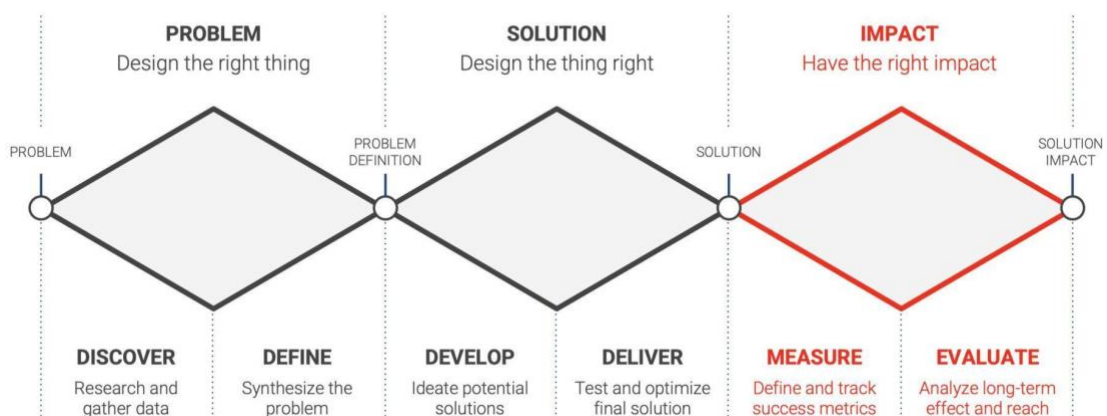 PROBLEM
Design the right thing
SOLUTION
Design the thing right
IMPACT
Have the right impact
PROBLEM
PROBLEM
DEFINITION
SOLUTION
SOLUTION
IMPACT
DISCOVER
Research and
gather data
DEFINE
Synthesize the
problem
DEVELOP
Ideate potential
solutions
DELIVER
Test and optimize
final solution
MEASURE
Define and track
success metrics
EVALUATE
Analyze long-term
effect and reach